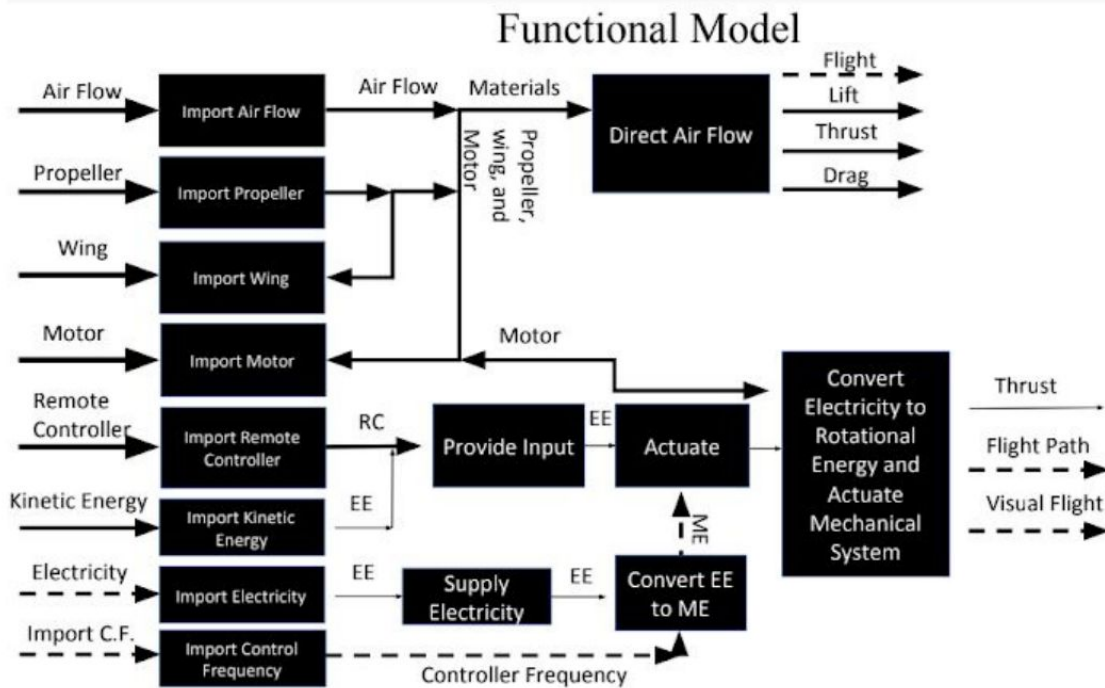 Functional Model
Air Flow
Import Air Flow
Air Flow
Materials
Direct Air Flow
Flight
Lift
Thrust
Drag
Propeller
Import Propeller
Propeller,
wing, and
Motor
Wing
Import Wing
Motor
Import Motor
Motor
Remote
Controller
Import Remote
Controller
RC
Provide Input
EE
Actuate
Convert
Electricity to
Rotational
Energy and
Actuate
Mechanical
System
Thrust
Flight Path
Visual Flight
Kinetic Energy
Import Kinetic
Energy
EE
ME
Electricity
Import Electricity
EE
Supply
Electricity
EE
Convert EE
to ME
Import C.F.
Import Control
Frequency
Controller Frequency